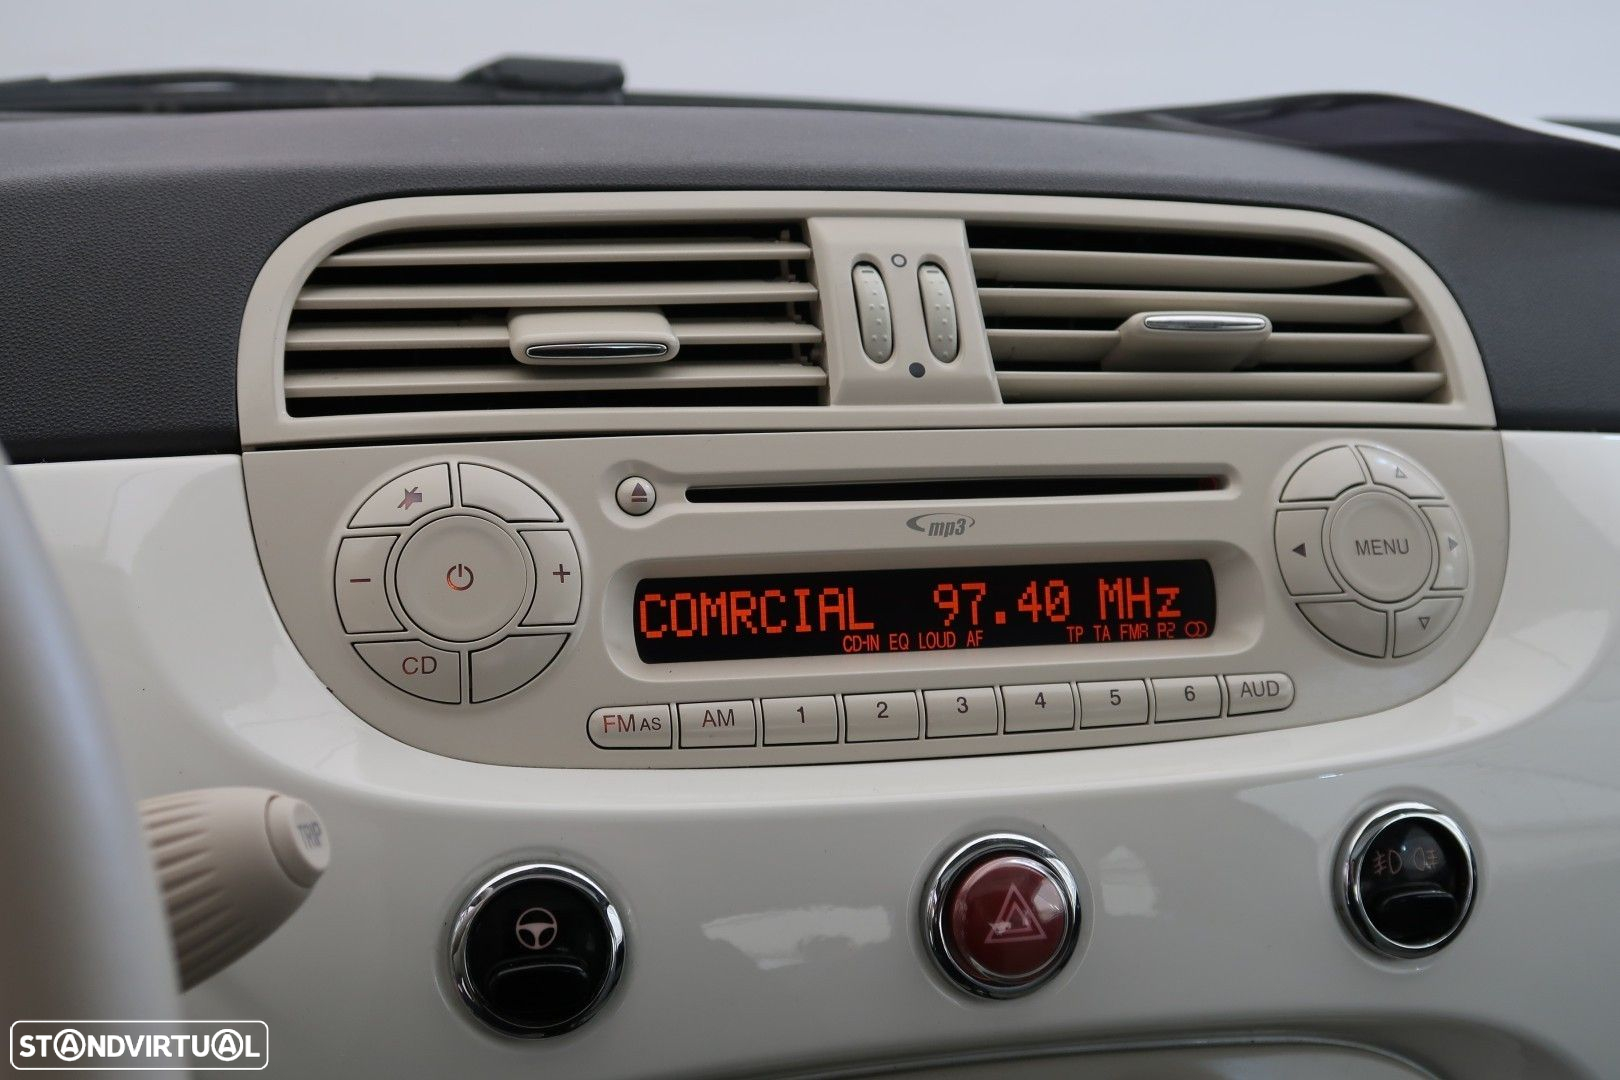 mp3
MENU
COMRCIAL 97.40 MHz
CD-IN EQ LOUD AF TP TA FMR P2
CD
FM AS AM 1 2 3 4 5 6 AUD
TRIP
STANDVIRTUAL